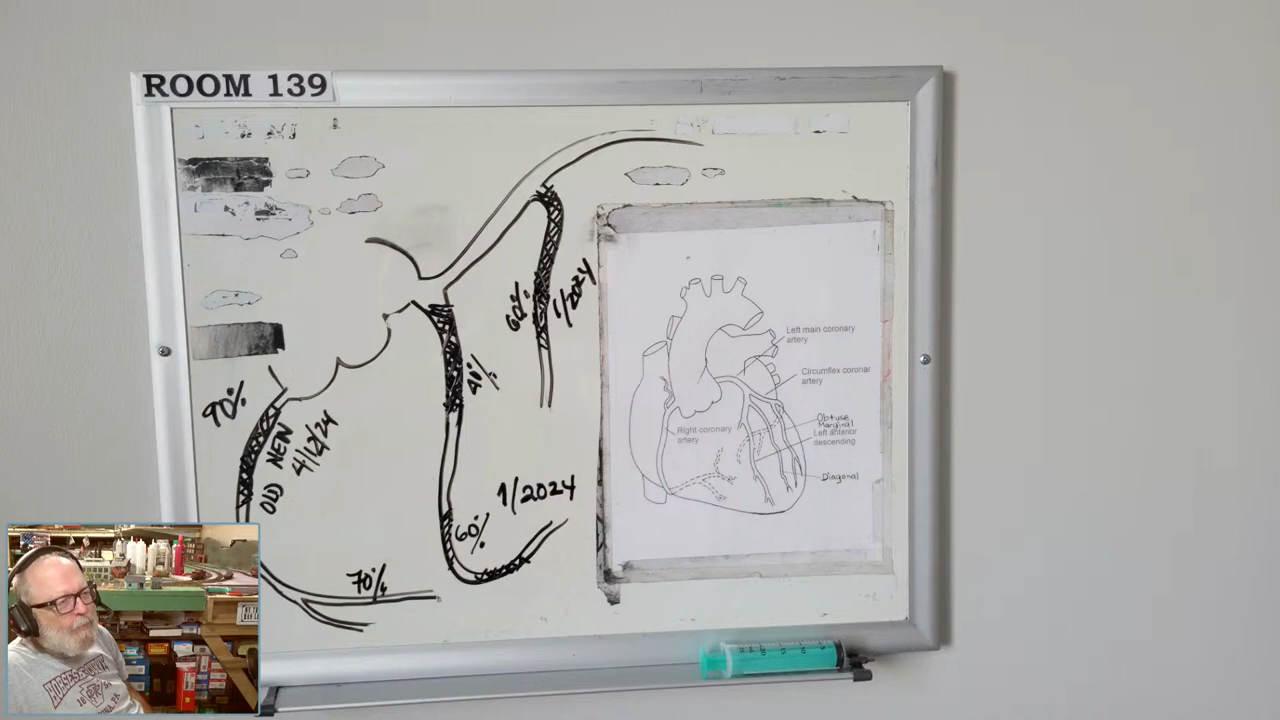 ROOM 139
60%
1/2024
40%
90%
OLD NEW
4/12/24
1/2024
60%
70%
Left main coronary
artery
Circumflex coronar
artery
Right coronary
artery
Obtuse
Marginal
Left anterior
descending
Diagonal